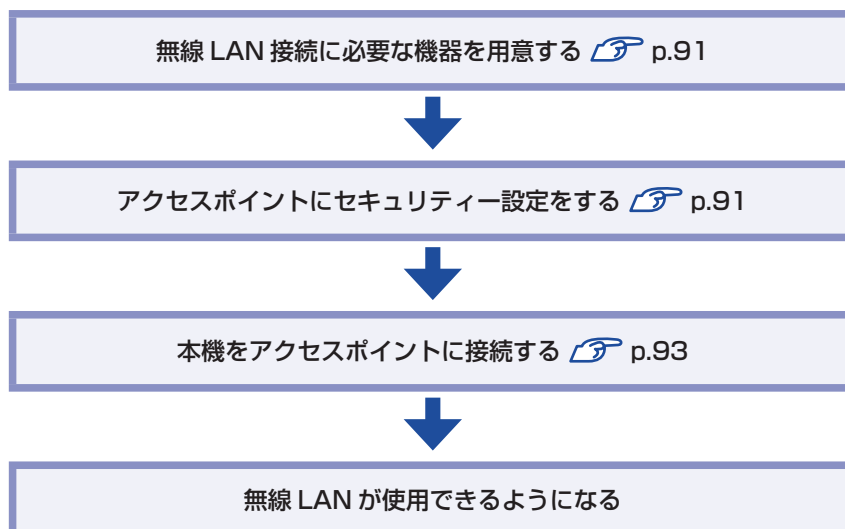 無線 LAN 接続に必要な機器を用意する p.91
アクセスポイントにセキュリティー設定をする p.91
本機をアクセスポイントに接続する p.93
無線 LAN が使用できるようになる